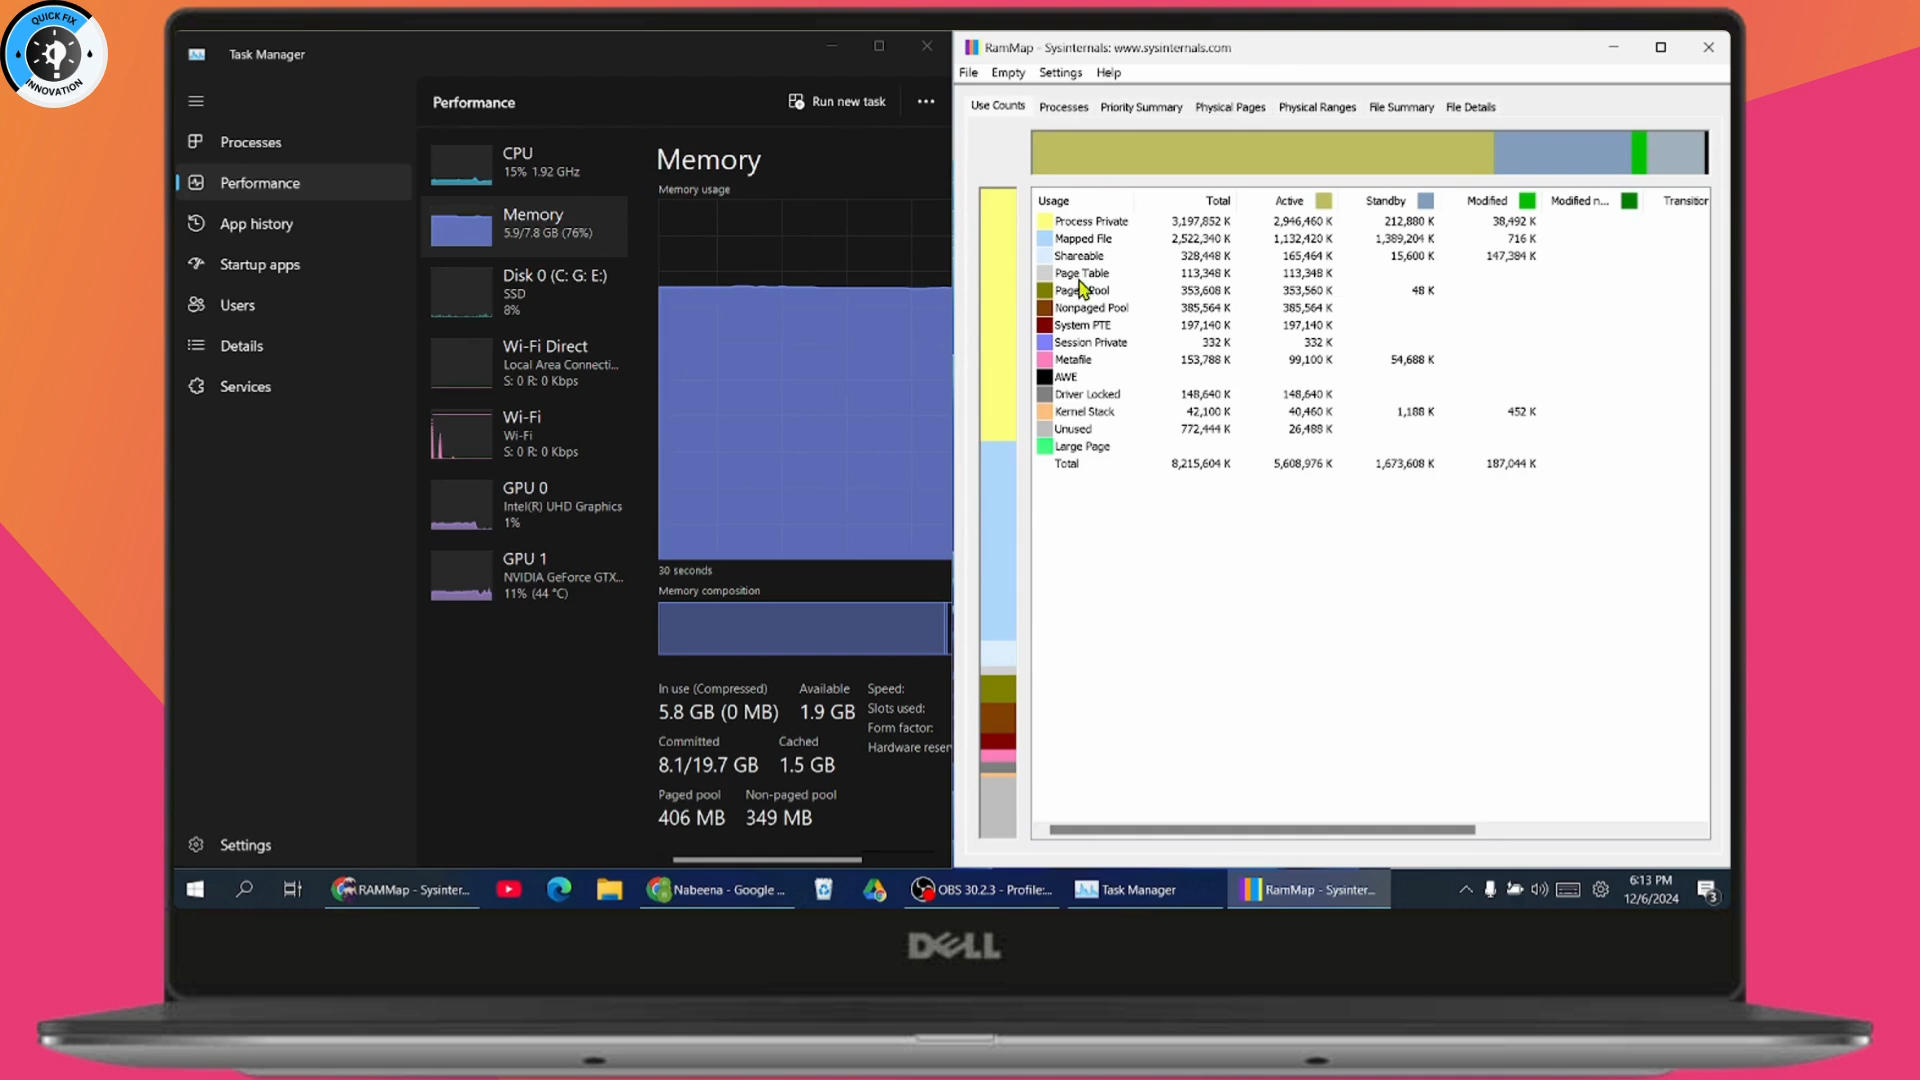 QUICK FIX
INNOVATION
Task Manager
Performance
Run new task
Processes
Performance
App history
Startup apps
Users
Details
Services
Settings
CPU
15% 1.92 GHz
Memory
5.9/7.8 GB (76%)
Disk 0 (C: G: E:)
SSD
8%
Wi-Fi Direct
Local Area Connecti...
S: 0 R: 0 Kbps
Wi-Fi
Wi-Fi
S: 0 R: 0 Kbps
GPU 0
Intel(R) UHD Graphics
1%
GPU 1
NVIDIA GeForce GTX...
11% (44 °C)
Memory
Memory usage
30 seconds
Memory composition
In use (Compressed) Available Speed:
5.8 GB (0 MB) 1.9 GB Slots used:
Form factor:
Committed Cached Hardware reser
8.1/19.7 GB 1.5 GB
Paged pool Non-paged pool
406 MB 349 MB
RamMap - Sysinternals: www.sysinternals.com
File Empty Settings Help
Use Counts Processes Priority Summary Physical Pages Physical Ranges File Summary File Details
Usage Total Active Standby Modified Modified n... Transitior
Process Private 3,197,852 K 2,946,460 K 212,880 K 38,492 K
Mapped File 2,522,340 K 1,132,420 K 1,389,204 K 716 K
Shareable 328,448 K 165,464 K 15,600 K 147,384 K
Page Table 113,348 K 113,348 K
Paged Pool 353,608 K 353,560 K 48 K
Nonpaged Pool 385,564 K 385,564 K
System PTE 197,140 K 197,140 K
Session Private 332 K 332 K
Metafile 153,788 K 99,100 K 54,688 K
AWE
Driver Locked 148,640 K 148,640 K
Kernel Stack 42,100 K 40,460 K 1,188 K 452 K
Unused 772,444 K 26,488 K
Large Page
Total 8,215,604 K 5,608,976 K 1,673,608 K 187,044 K
RAMMap - Sysinter...
Nabeena - Google ...
OBS 30.2.3 - Profile:...
Task Manager
RamMap - Sysinter...
6:13 PM
12/6/2024
3
DELL